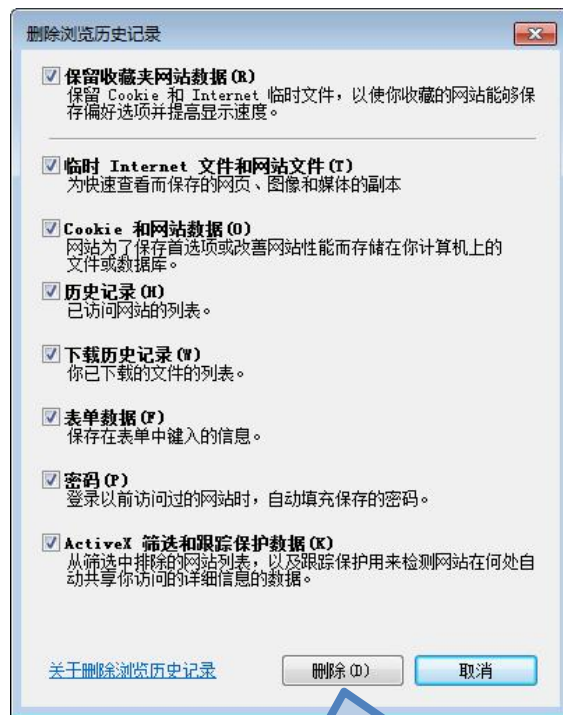 删除浏览历史记录
保留收藏夹网站数据(R)
保留 Cookie 和 Internet 临时文件，以使你收藏的网站能够保
存偏好选项并提高显示速度。
临时 Internet 文件和网站文件(T)
为快速查看而保存的网页、图像和媒体的副本
Cookie 和网站数据(O)
网站为了保存首选项或改善网站性能而存储在你计算机上的
文件或数据库。
历史记录(H)
已访问网站的列表。
下载历史记录(W)
你已下载的文件的列表。
表单数据(F)
保存在表单中键入的信息。
密码(P)
登录以前访问过的网站时，自动填充保存的密码。
ActiveX 筛选和跟踪保护数据(K)
从筛选中排除的网站列表，以及跟踪保护用来检测网站在何处自
动共享你访问的详细信息的数据。
关于删除浏览历史记录
删除(D)
取消